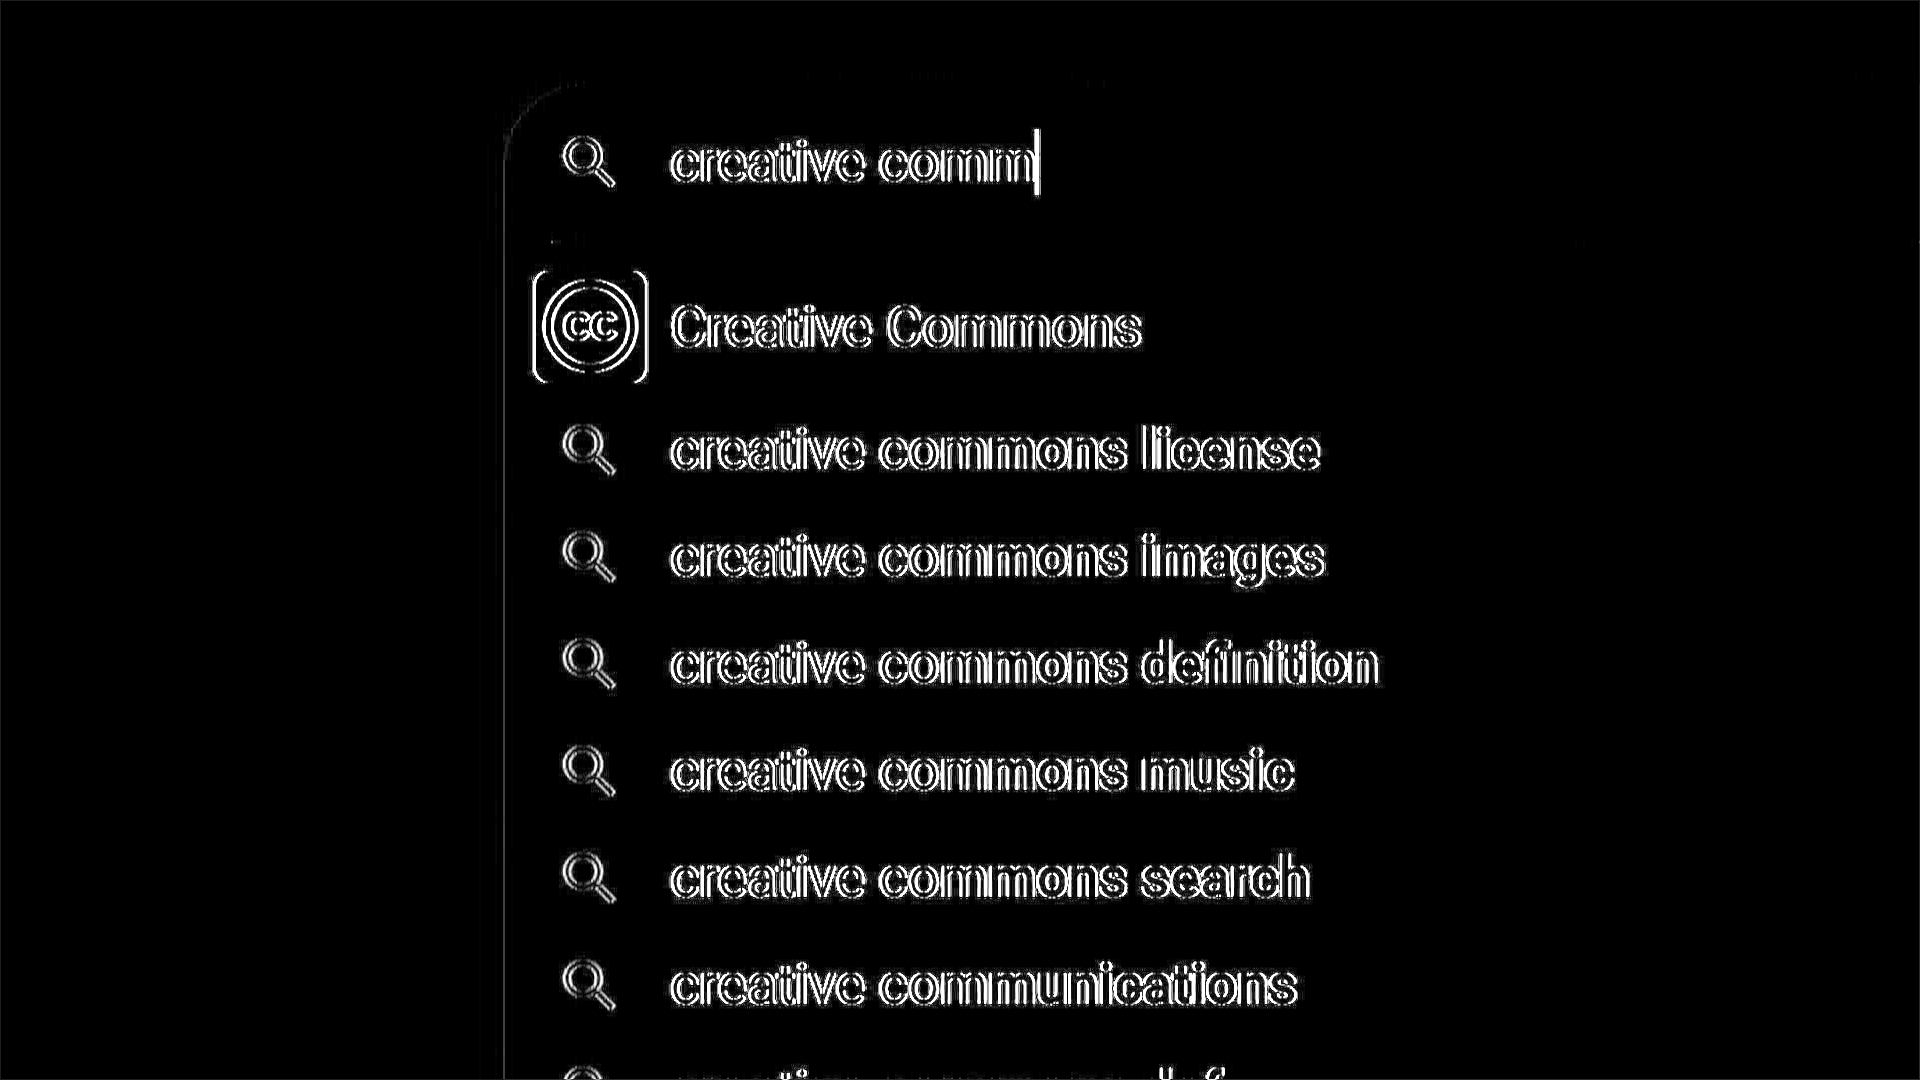 creative comm
cc
Creative Commons
creative commons license
creative commons images
creative commons definition
creative commons music
creative commons search
creative communications
creative